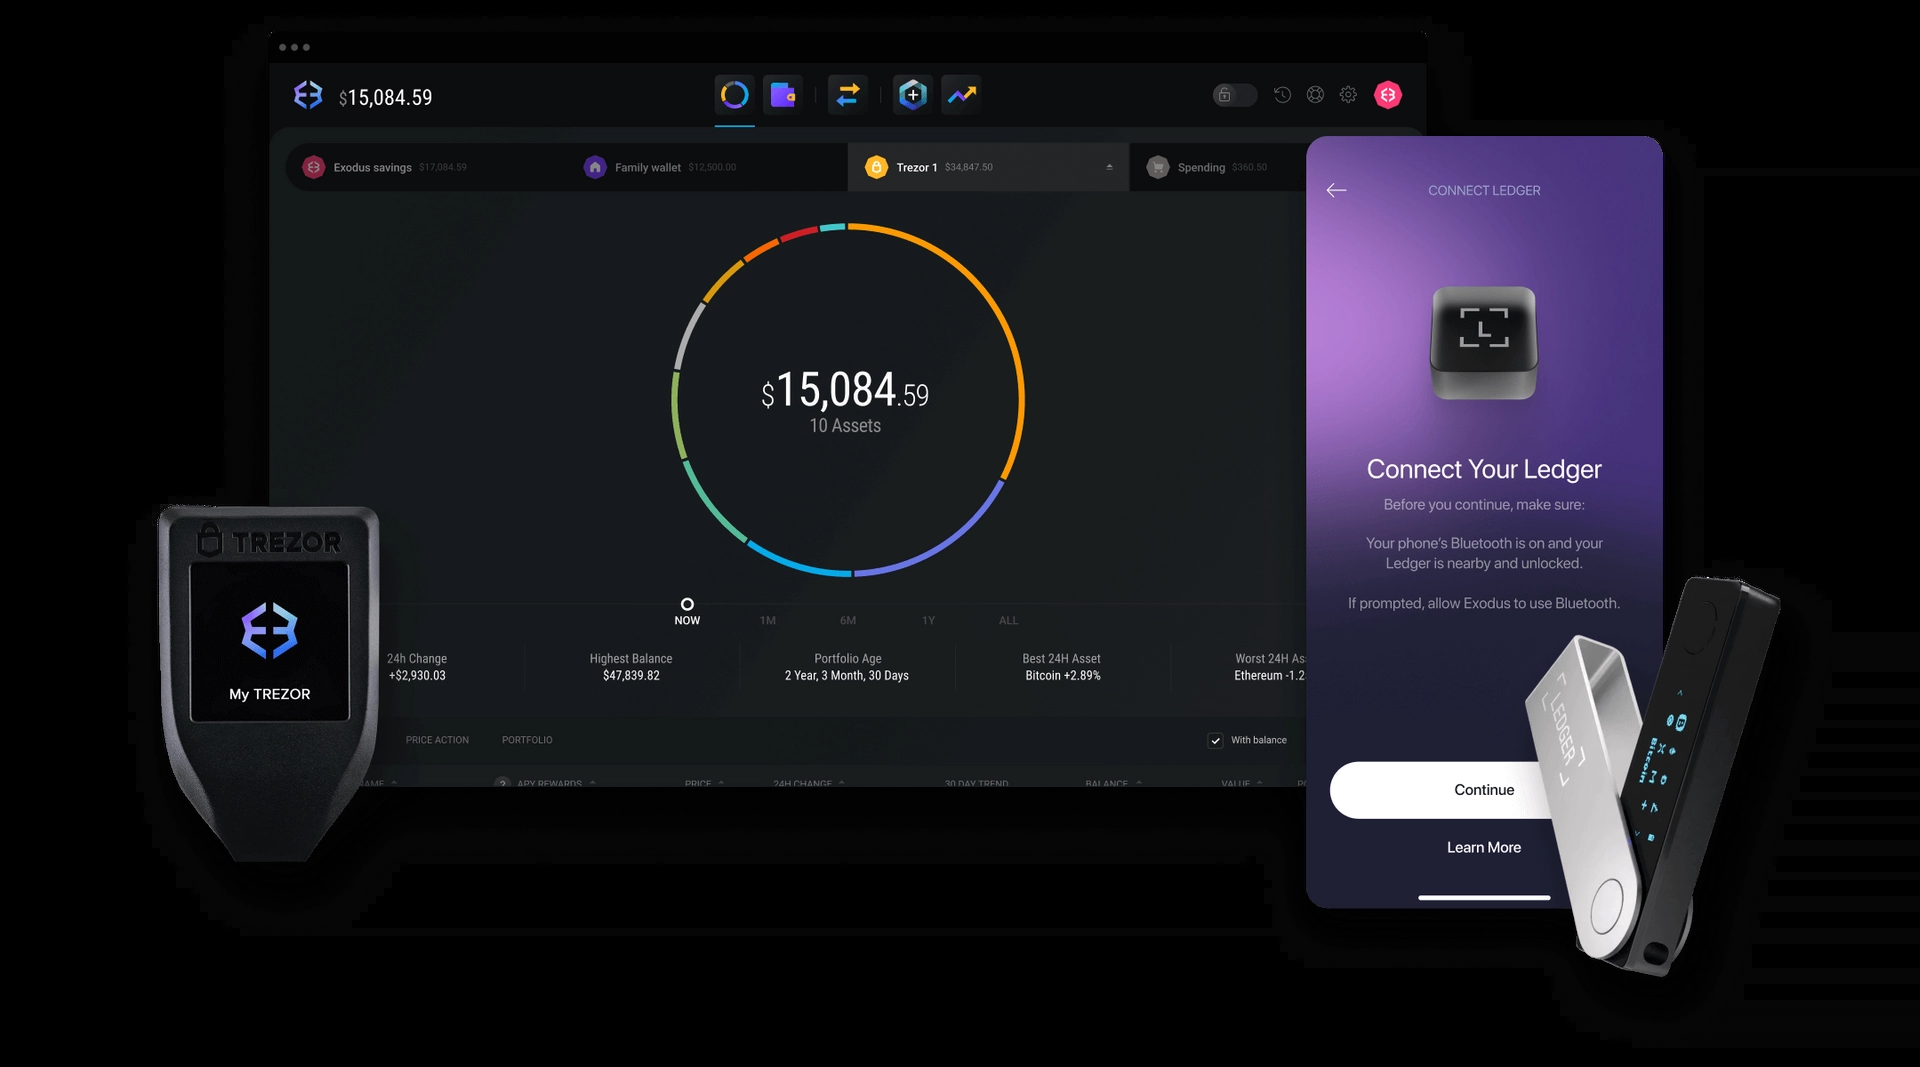 $15,084.59
Exodus savings $17,084.59
Family wallet $12,500.00
Trezor 1 $34,847.50
Spending $360.50
$15,084.59
10 Assets
NOW 1M 6M 1Y ALL
24h Change
+$2,930.03
Highest Balance
$47,839.82
Portfolio Age
2 Year, 3 Month, 30 Days
Best 24H Asset
Bitcoin +2.89%
Worst 24H As
Ethereum -1.2
PRICE ACTION PORTFOLIO
With balance
AME ? APY REWARDS PRICE 24H CHANGE 30 DAY TREND BALANCE VALUE PO
TREZOR
My TREZOR
CONNECT LEDGER
L
Connect Your Ledger
Before you continue, make sure:
Your phone's Bluetooth is on and your
Ledger is nearby and unlocked.
If prompted, allow Exodus to use Bluetooth.
Continue
Learn More
LEDGER
Bitcoin